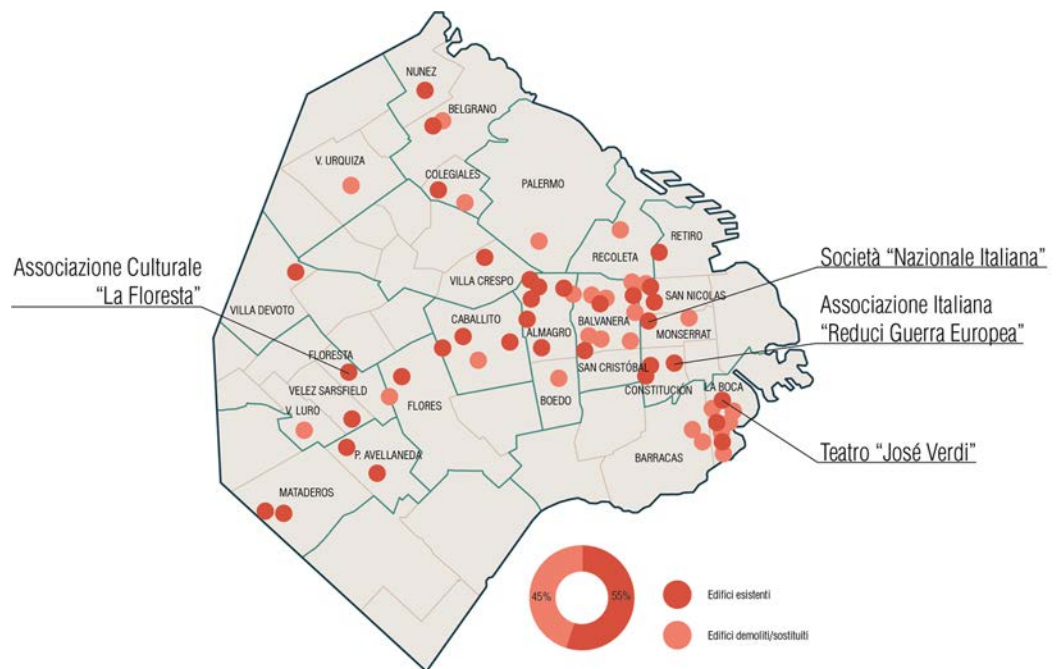 NUNEZ
BELGRANO
V. URQUIZA
COLEGIALES
PALERMO
RETIRO
RECOLETA
Associazione Culturale
“La Floresta”
VILLA CRESPO
Società “Nazionale Italiana”
SAN NICOLAS
VILLA DEVOTO
CABALLITO
ALMAGRO
BALVANERA
MONSERRAT
Associazione Italiana
“Reduci Guerra Europea”
FLORESTA
SAN CRISTÓBAL
VELEZ SARSFIELD
CONSTITUCIÓN
LA BOCA
V. LURO
FLORES
BOEDO
Teatro “José Verdi”
P. AVELLANEDA
BARRACAS
MATADEROS
45%
55%
Edifici esistenti
Edifici demoliti/sostituiti